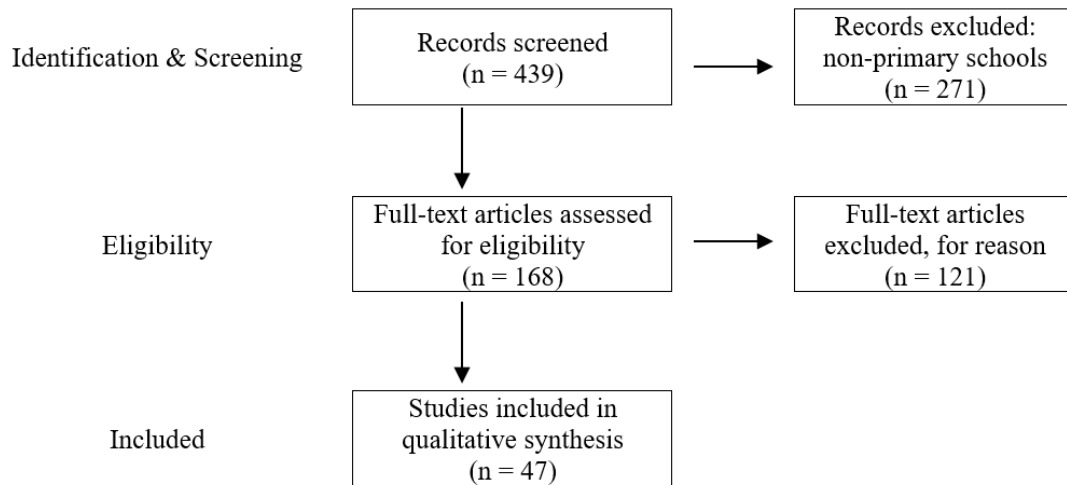 Identification & Screening
Records screened
(n = 439)
Records excluded:
non-primary schools
(n = 271)
Eligibility
Full-text articles assessed
for eligibility
(n = 168)
Full-text articles
excluded, for reason
(n = 121)
Included
Studies included in
qualitative synthesis
(n = 47)